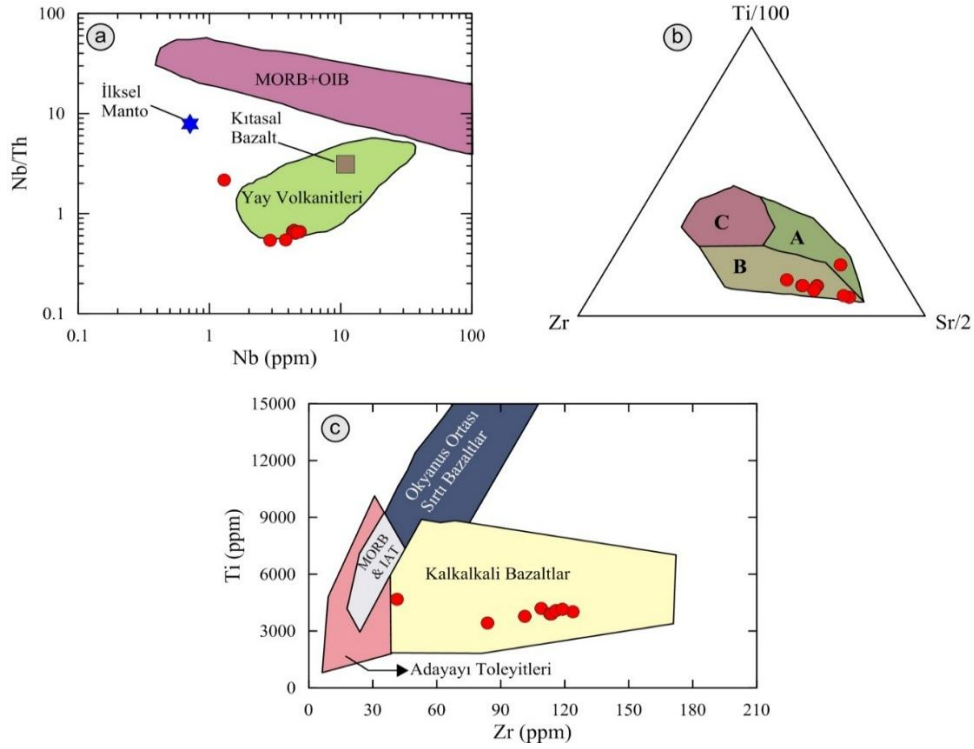 a
100
10
1
0.1
Nb/Th
0.1
1
10
100
Nb (ppm)
MORB+OIB
İlksel
Manto
Kıtasal
Bazalt
Yay Volkanitleri
b
Ti/100
Zr
Sr/2
C
A
B
c
15000
12000
9000
6000
3000
0
Ti (ppm)
0
30
60
90
120
150
180
210
Zr (ppm)
Okyanus Ortası
Sırtı Bazaltlar
MORB
& IAT
Kalkalkali Bazaltlar
Adayayı Toleyitleri